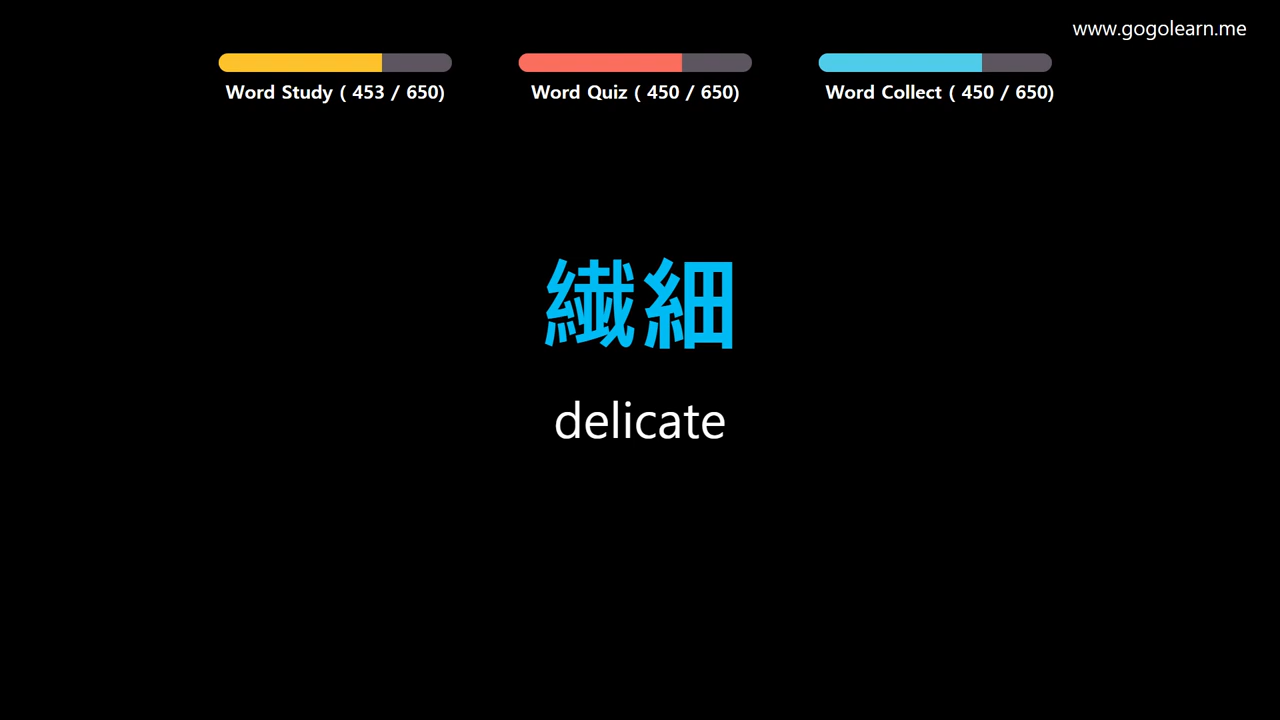 www.gogolearn.me
Word Study ( 453 / 650)
Word Quiz ( 450 / 650)
Word Collect ( 450 / 650)
繊細
delicate